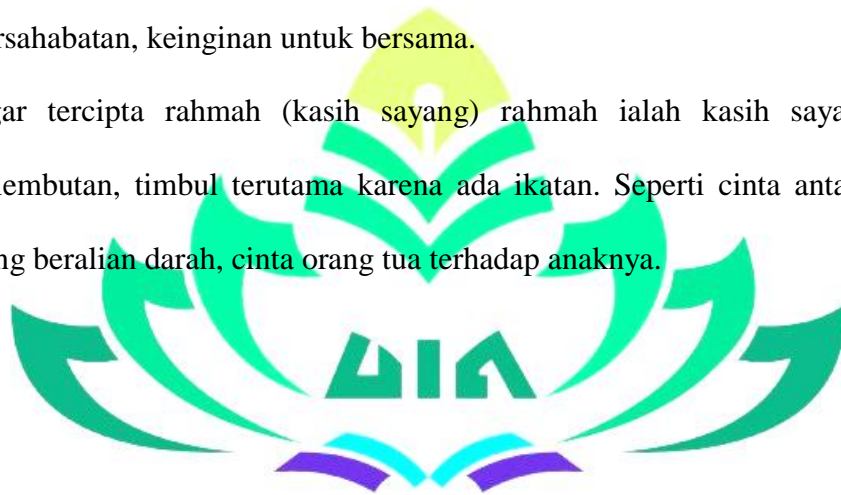 rsahabatan, keinginan untuk bersama.
gar tercipta rahmah (kasih sayang) rahmah ialah kasih saya
lembutan, timbul terutama karena ada ikatan. Seperti cinta anta
ng beralian darah, cinta orang tua terhadap anaknya.